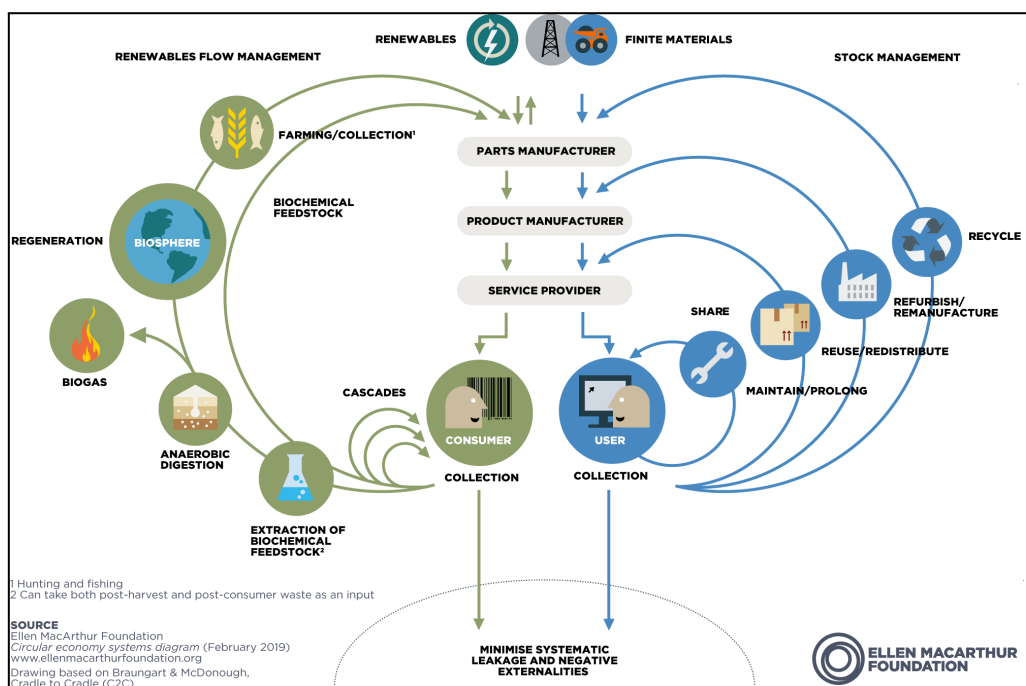 RENEWABLES
FINITE MATERIALS
RENEWABLES FLOW MANAGEMENT
STOCK MANAGEMENT
FARMING/COLLECTION¹
PARTS MANUFACTURER
BIOCHEMICAL
FEEDSTOCK
PRODUCT MANUFACTURER
REGENERATION
BIOSPHERE
RECYCLE
SERVICE PROVIDER
REFURBISH/
REMANUFACTURE
SHARE
REUSE/REDISTRIBUTE
BIOGAS
MAINTAIN/PROLONG
CASCADES
CONSUMER
USER
ANAEROBIC
DIGESTION
COLLECTION
COLLECTION
EXTRACTION OF
BIOCHEMICAL
FEEDSTOCK²
1 Hunting and fishing
2 Can take both post-harvest and post-consumer waste as an input
SOURCE
Ellen MacArthur Foundation
Circular economy systems diagram (February 2019)
www.ellenmacarthurfoundation.org
Drawing based on Braungart & McDonough,
Cradle to Cradle (C2C)
MINIMISE SYSTEMATIC
LEAKAGE AND NEGATIVE
EXTERNALITIES
ELLEN MACARTHUR
FOUNDATION